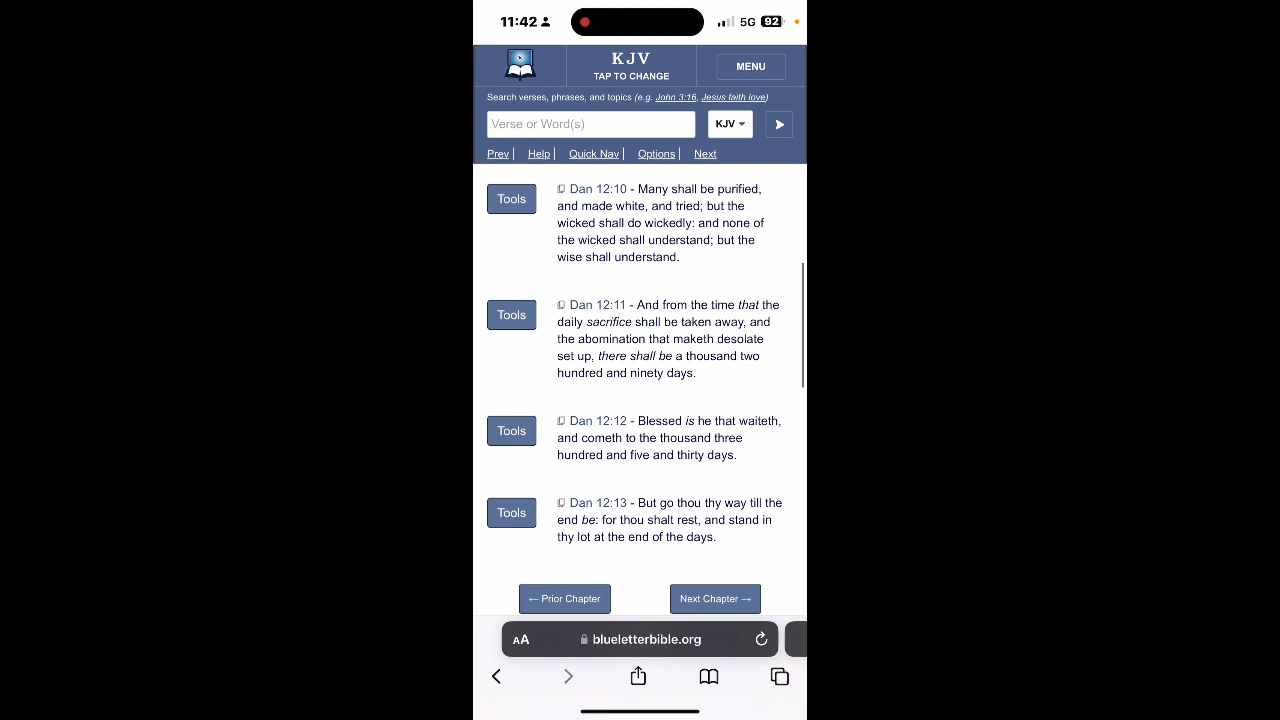 11:42 5G 92
KJV
TAP TO CHANGE
MENU
Search verses, phrases, and topics (e.g. John 3:16, Jesus faith love)
Verse or Word(s) KJV
Prev | Help | Quick Nav | Options | Next
Tools
Dan 12:10 - Many shall be purified,
and made white, and tried; but the
wicked shall do wickedly: and none of
the wicked shall understand; but the
wise shall understand.
Tools
Dan 12:11 - And from the time that the
daily sacrifice shall be taken away, and
the abomination that maketh desolate
set up, there shall be a thousand two
hundred and ninety days.
Tools
Dan 12:12 - Blessed is he that waiteth,
and cometh to the thousand three
hundred and five and thirty days.
Tools
Dan 12:13 - But go thou thy way till the
end be: for thou shalt rest, and stand in
thy lot at the end of the days.
← Prior Chapter Next Chapter →
AA blueletterbible.org